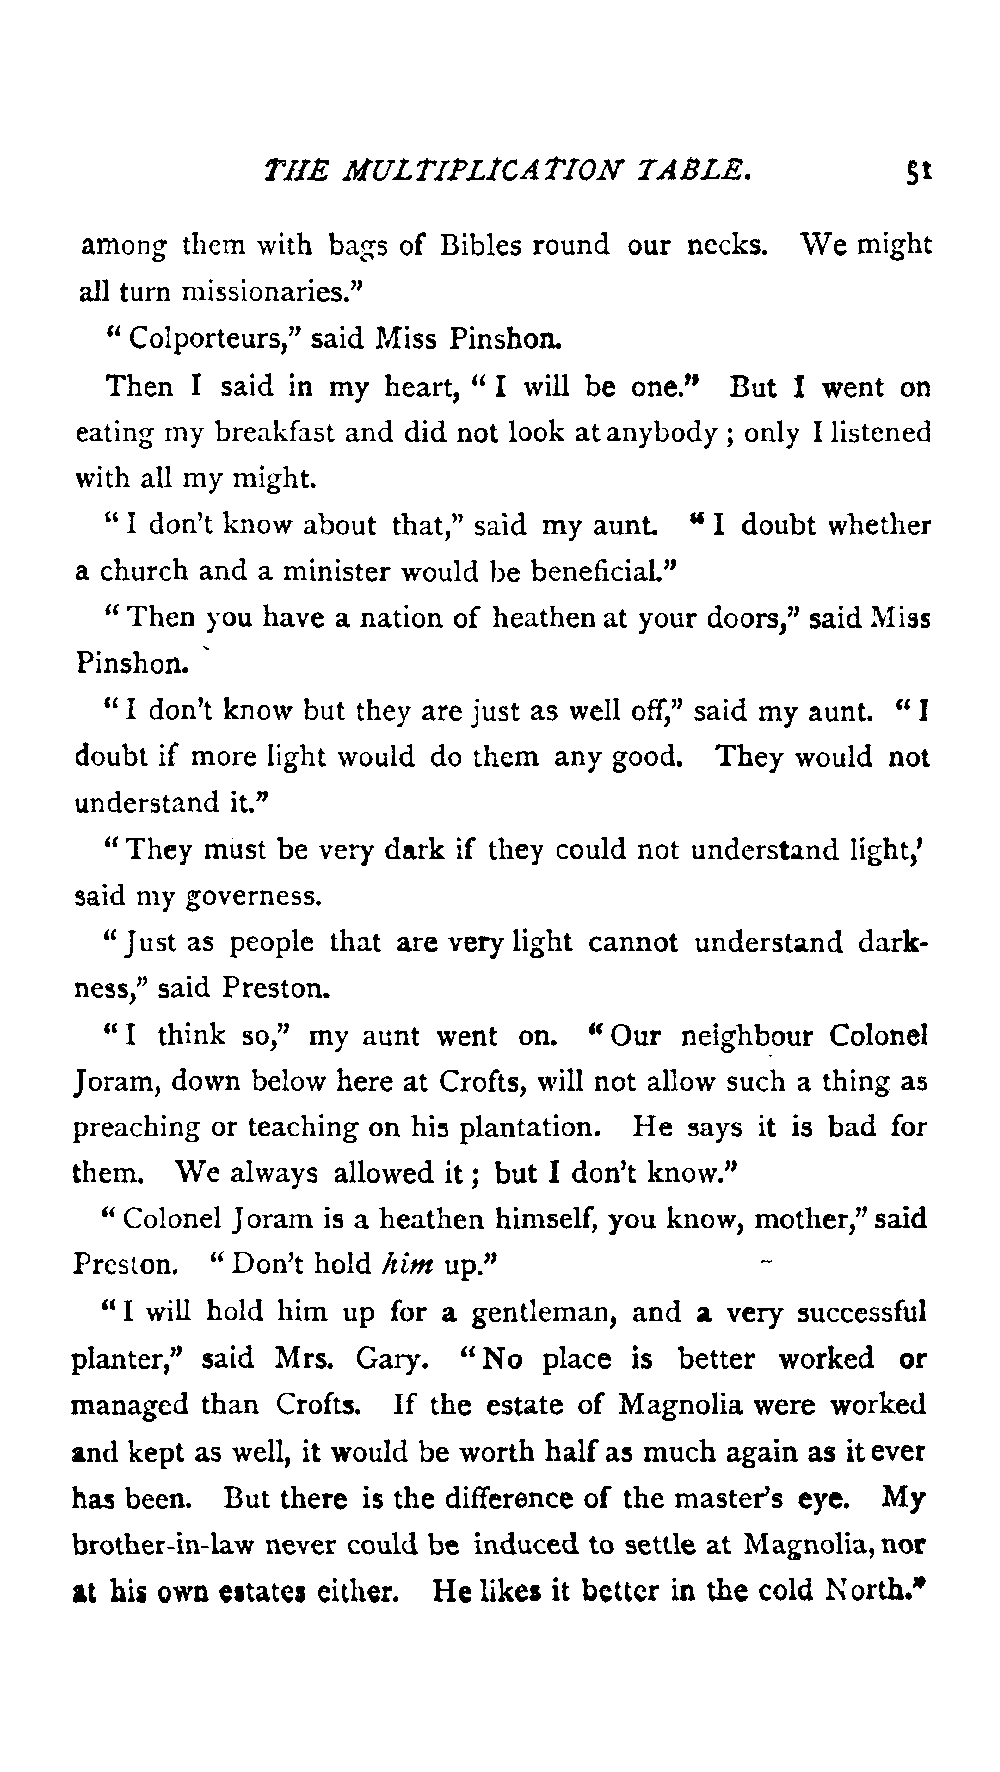 THE MULTIPLICATION TABLE. 51
among them with bags of Bibles round our necks. We might
all turn missionaries.”
“Colporteurs,” said Miss Pinshon.
Then I said in my heart, “I will be one.” But I went on
eating my breakfast and did not look at anybody; only I listened
with all my might.
“I don’t know about that,” said my aunt. “I doubt whether
a church and a minister would be beneficial.”
“Then you have a nation of heathen at your doors,” said Miss
Pinshon.
“I don’t know but they are just as well off,” said my aunt. “I
doubt if more light would do them any good. They would not
understand it.”
“They must be very dark if they could not understand light,’
said my governess.
“Just as people that are very light cannot understand dark-
ness,” said Preston.
“I think so,” my aunt went on. “Our neighbour Colonel
Joram, down below here at Crofts, will not allow such a thing as
preaching or teaching on his plantation. He says it is bad for
them. We always allowed it; but I don’t know.”
“Colonel Joram is a heathen himself, you know, mother,” said
Preston. “Don’t hold him up.”
“I will hold him up for a gentleman, and a very successful
planter,” said Mrs. Gary. “No place is better worked or
managed than Crofts. If the estate of Magnolia were worked
and kept as well, it would be worth half as much again as it ever
has been. But there is the difference of the master’s eye. My
brother-in-law never could be induced to settle at Magnolia, nor
at his own estates either. He likes it better in the cold North.”